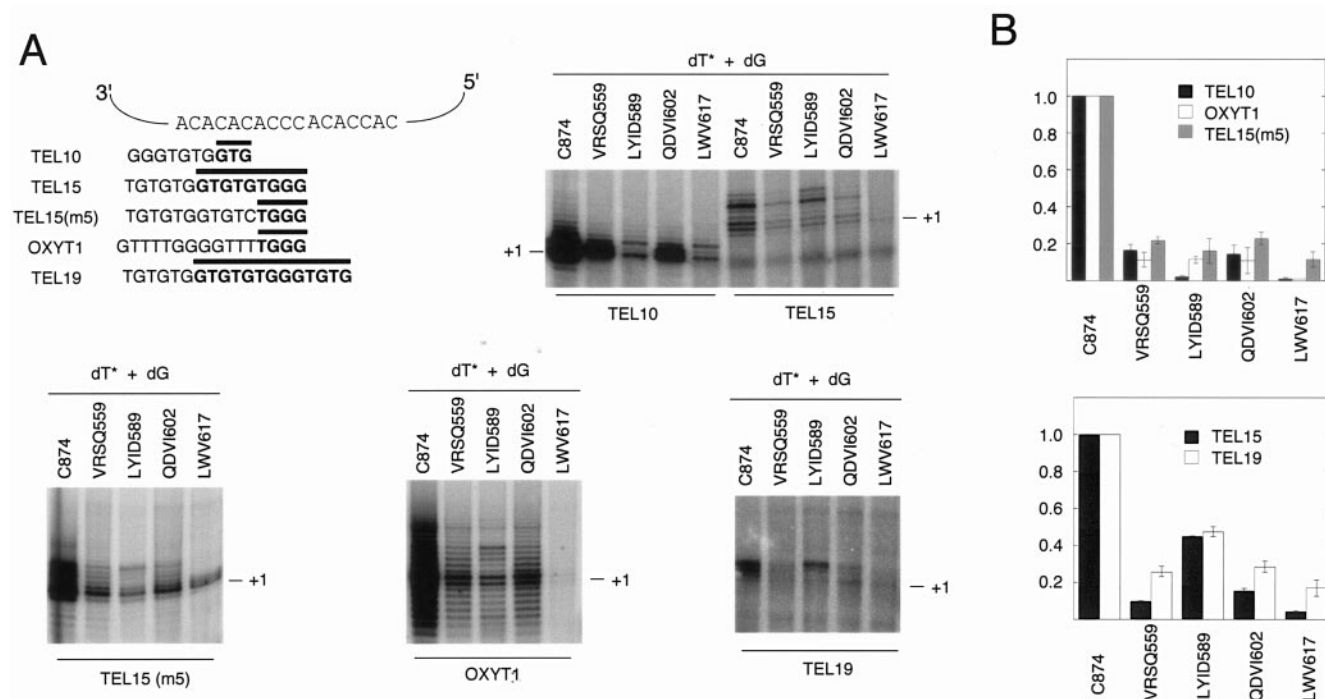 A
3'
5'
ACACACACCCACACCAC
TEL10 GGGTGTGGTG
TEL15 TGTGTGGTGTGTGGG
TEL15(m5) TGTGTGGTGTCTGGG
OXYT1 GTTTTGGGGTTTTGGG
TEL19 TGTGTGGTGTGTGGGTGTG
dT* + dG
C874 VRSQ559 LYID589 QDVI602 LWV617 C874 VRSQ559 LYID589 QDVI602 LWV617
+1
+1
TEL10 TEL15
dT* + dG
C874 VRSQ559 LYID589 QDVI602 LWV617
+1
TEL15 (m5)
dT* + dG
C874 VRSQ559 LYID589 QDVI602 LWV617
+1
OXYT1
dT* + dG
C874 VRSQ559 LYID589 QDVI602 LWV617
+1
TEL19
B
TEL10
OXYT1
TEL15(m5)
1.0
0.8
0.6
0.4
0.2
C874 VRSQ559 LYID589 QDVI602 LWV617
TEL15
TEL19
1.0
0.8
0.6
0.4
0.2
C874 VRSQ559 LYID589 QDVI602 LWV617